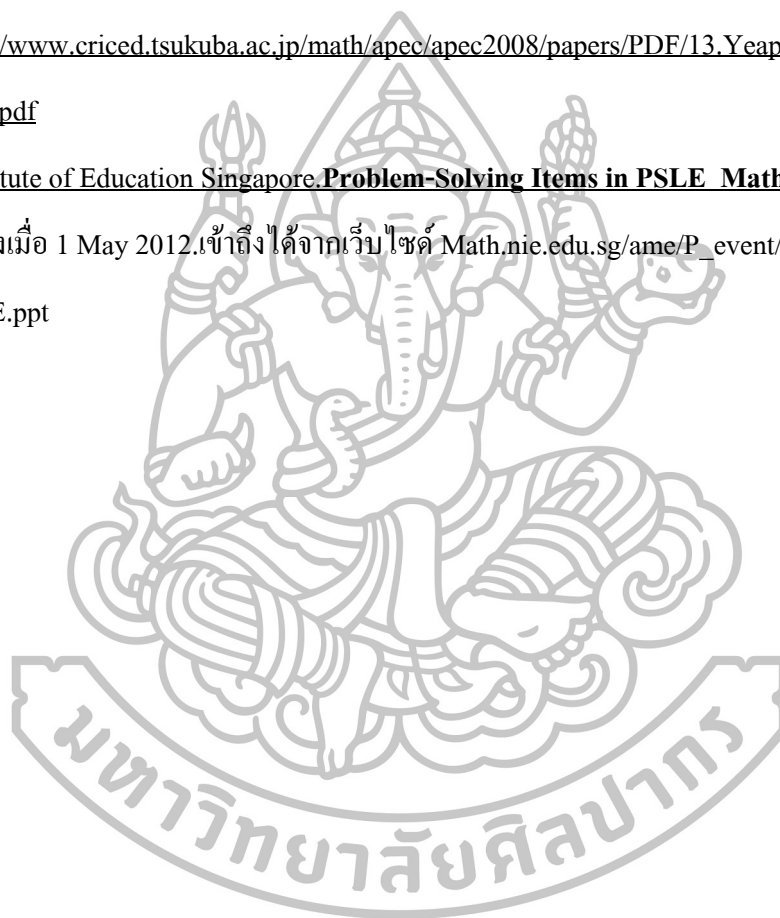 /www.criced.tsukuba.ac.jp/math/apec/apec2008/papers/PDF/13.Yeap
pdf
tute of Education Singapore.Problem-Solving Items in PSLE Math
งเมื่อ 1 May 2012.เข้าถึงได้จากเว็บไซด์ Math.nie.edu.sg/ame/P_event/
E.ppt
มหาวิทยาลัยศิลปากร